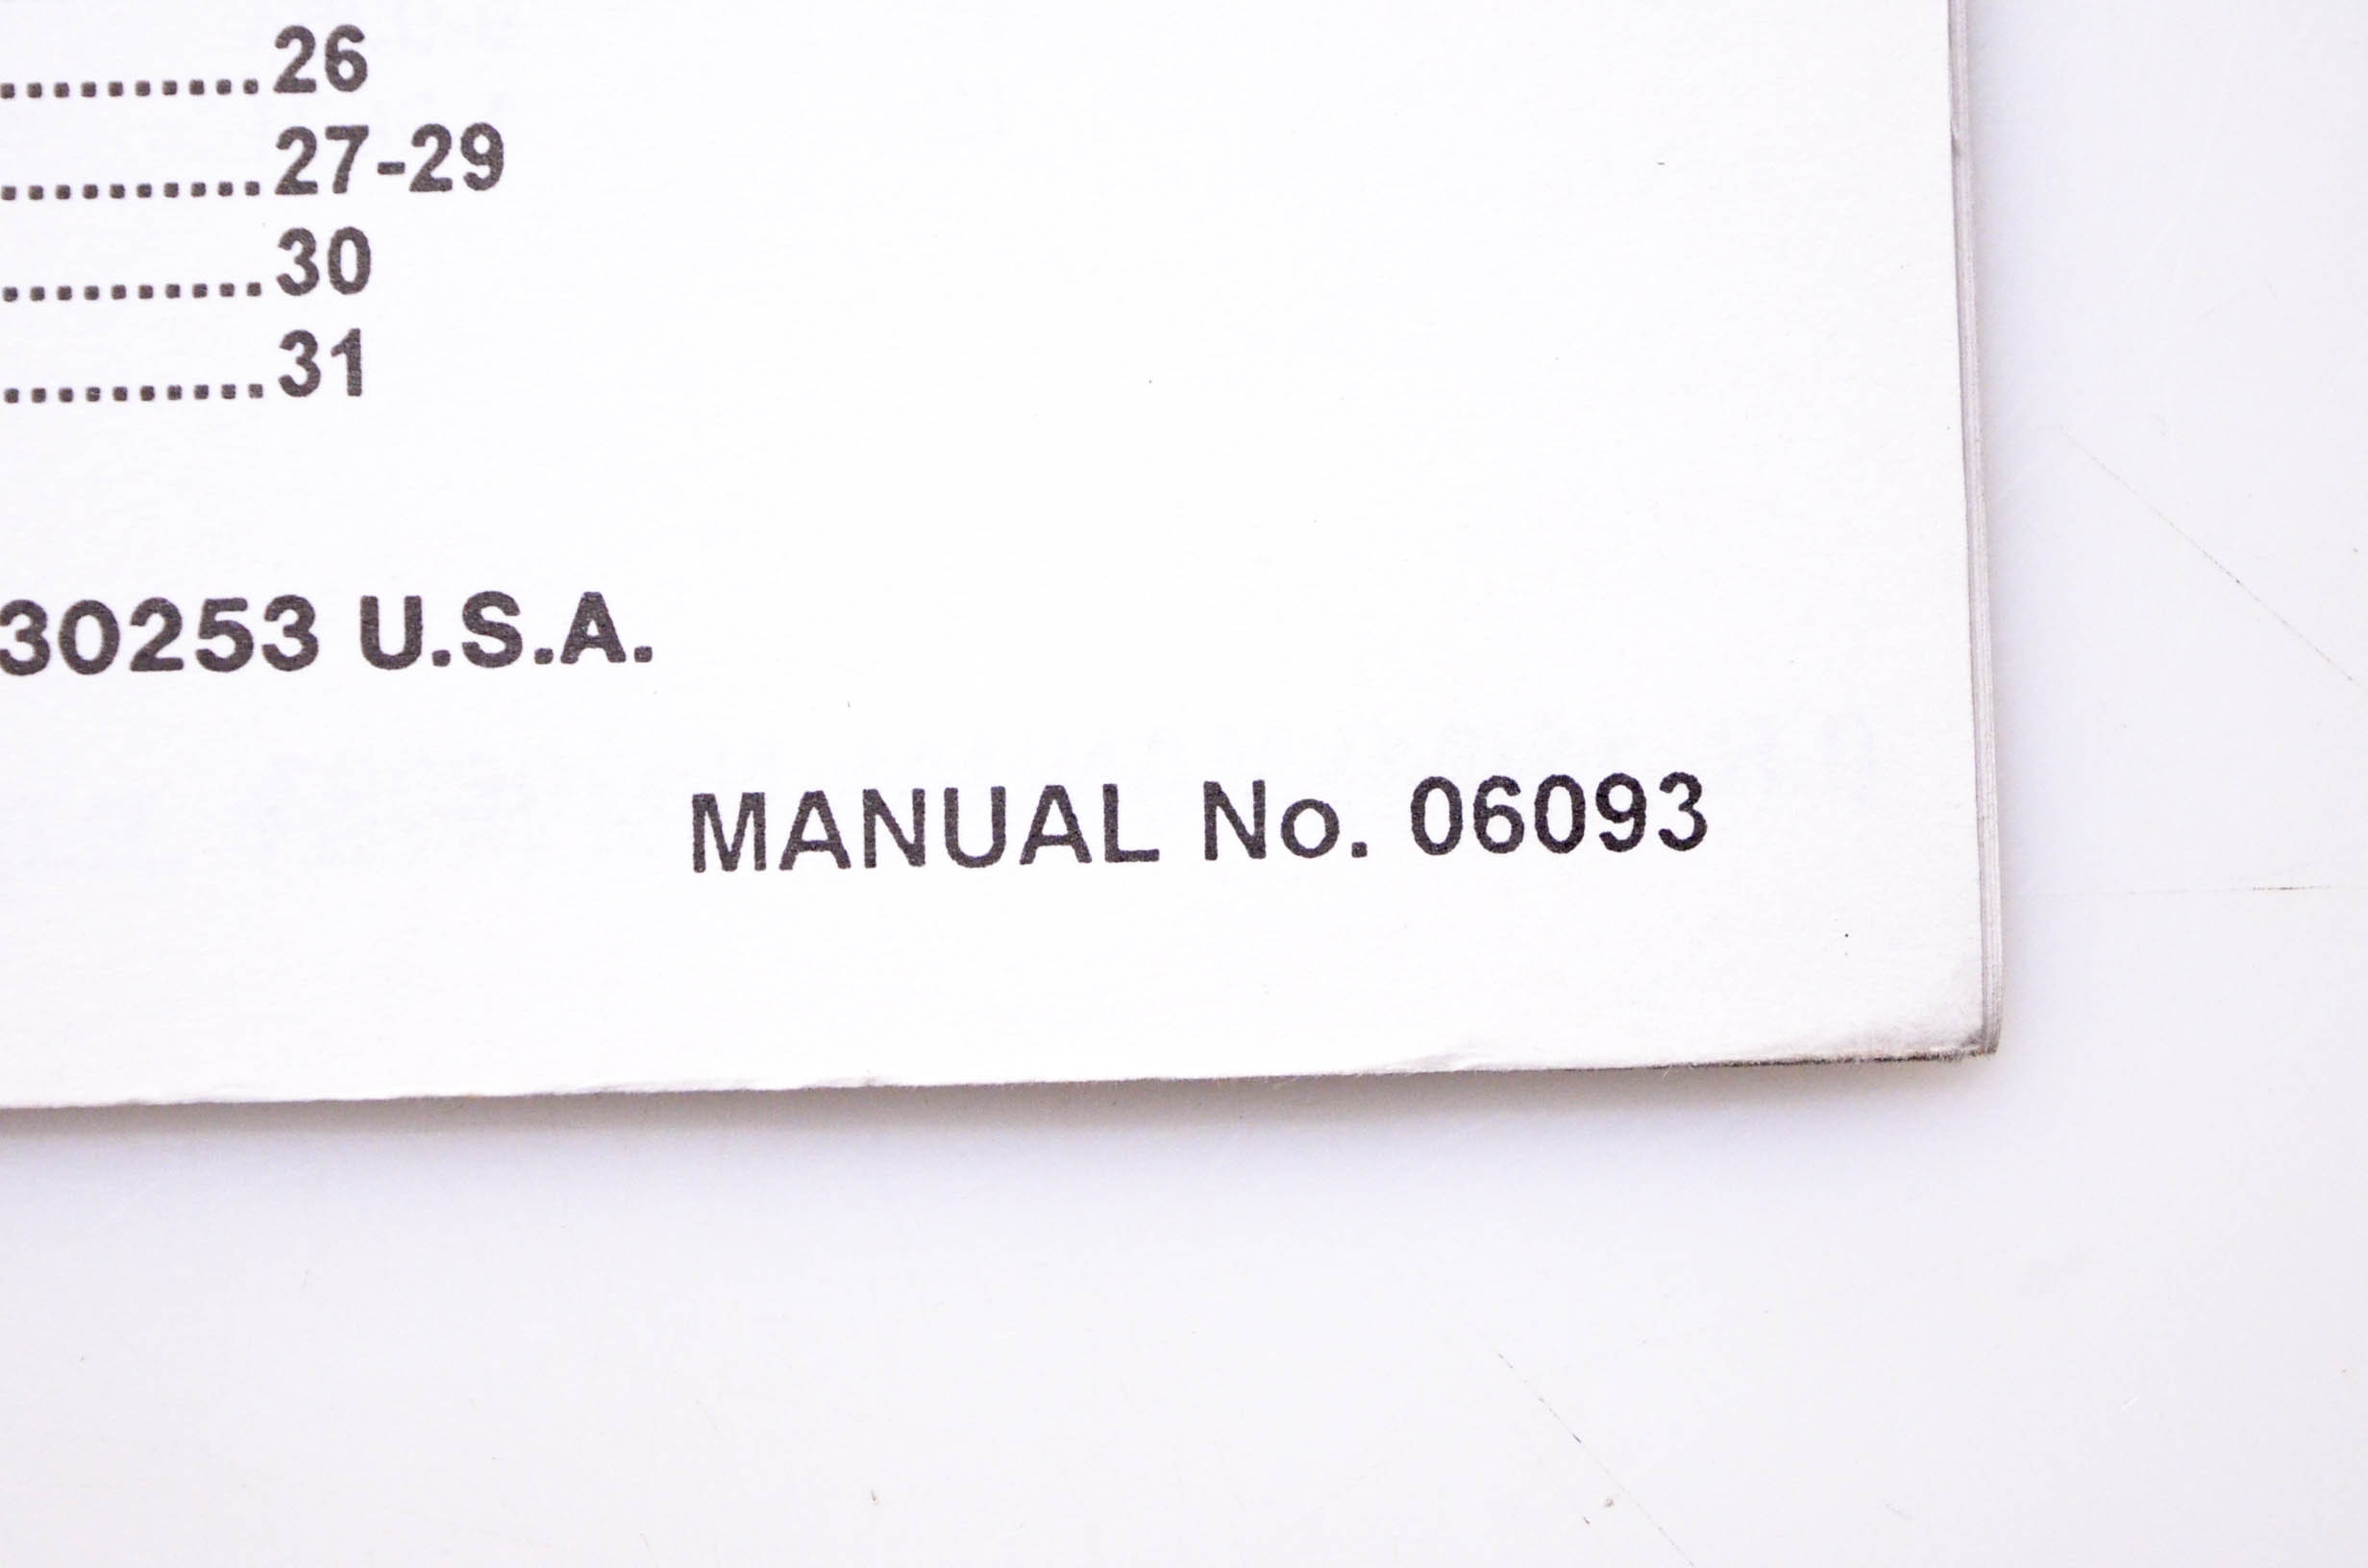 ..........26
..........27-29
..........30
..........31
30253 U.S.A.
MANUAL No. 06093